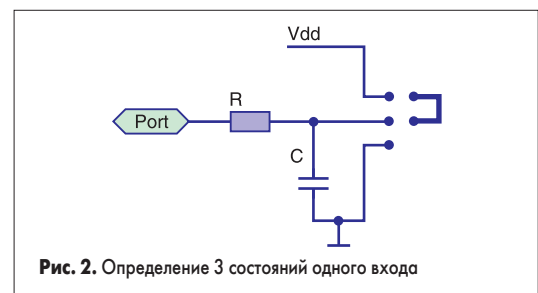 Vdd
R
Port
C
Рис. 2. Определение 3 состояний одного входа